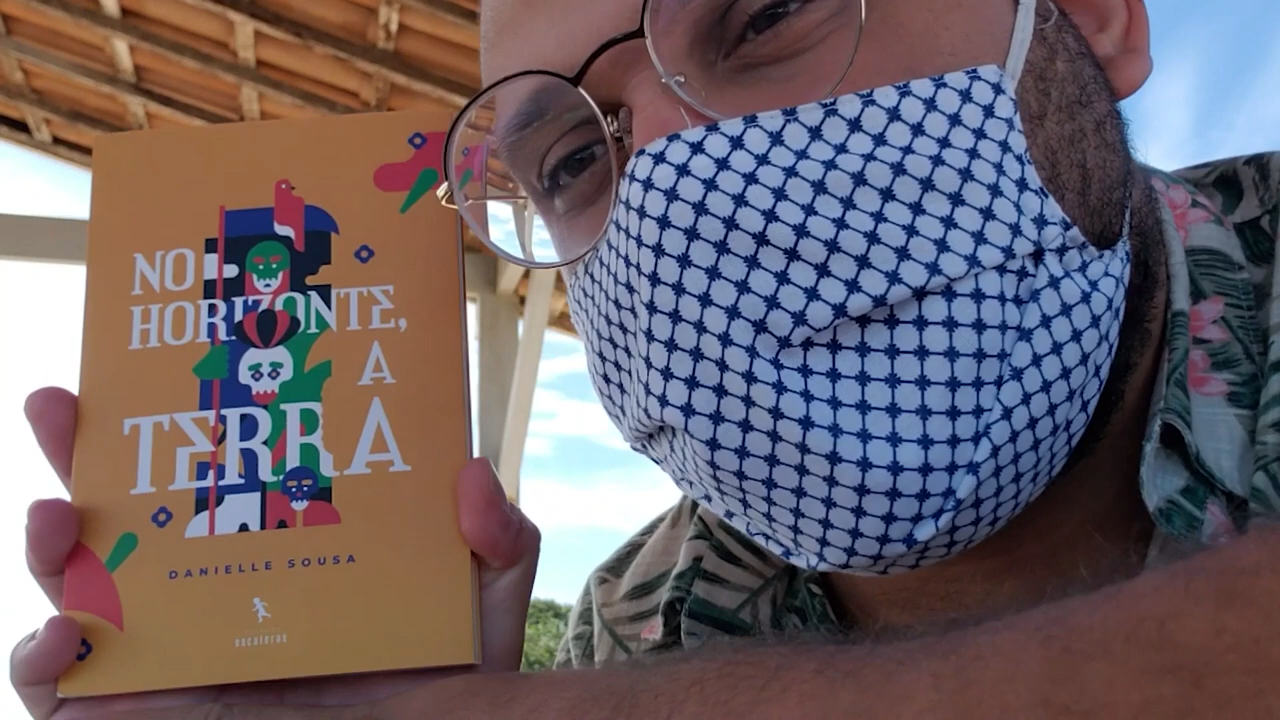 NO
HORIZONTE,
A
TERRA
DANIELLE SOUSA
escaleras